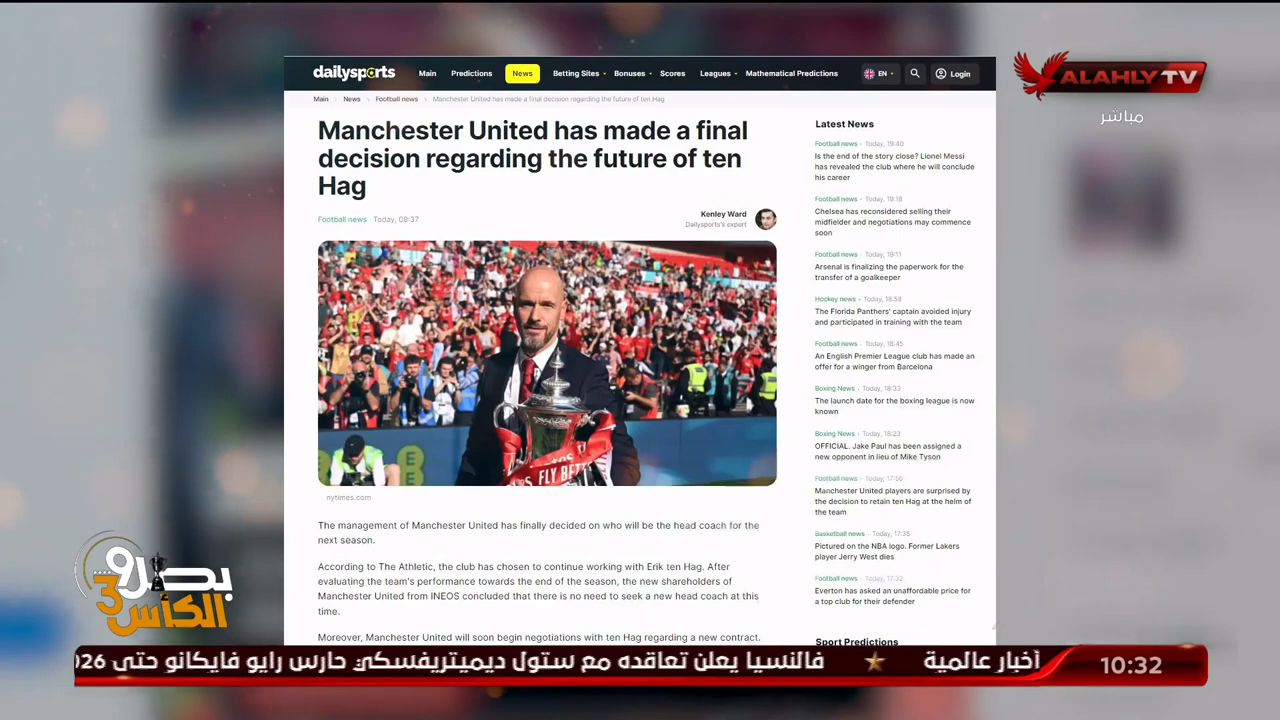 dailysports
Main
Predictions
News
Betting Sites
Bonuses
Scores
Leagues
Mathematical Predictions
EN
Login
ALAHLY TV
مباشر
Main > News > Football news > Manchester United has made a final decision regarding the future of ten Hag
Manchester United has made a final
decision regarding the future of ten
Hag
Football news Today, 08:37
Kenley Ward
Dailysports's expert
FLY BETT
nytimes.com
The management of Manchester United has finally decided on who will be the head coach for the
next season.
According to The Athletic, the club has chosen to continue working with Erik ten Hag. After
evaluating the team's performance towards the end of the season, the new shareholders of
Manchester United from INEOS concluded that there is no need to seek a new head coach at this
time.
Moreover, Manchester United will soon begin negotiations with ten Hag regarding a new contract.
Latest News
Football news - Today, 19:40
Is the end of the story close? Lionel Messi
has revealed the club where he will conclude
his career
Football news - Today, 19:18
Chelsea has reconsidered selling their
midfielder and negotiations may commence
soon
Football news - Today, 19:11
Arsenal is finalizing the paperwork for the
transfer of a goalkeeper
Hockey news - Today, 18:58
The Florida Panthers' captain avoided injury
and participated in training with the team
Football news - Today, 18:45
An English Premier League club has made an
offer for a winger from Barcelona
Boxing News - Today, 18:33
The launch date for the boxing league is now
known
Boxing News - Today, 18:23
OFFICIAL. Jake Paul has been assigned a
new opponent in lieu of Mike Tyson
Football news - Today, 17:56
Manchester United players are surprised by
the decision to retain ten Hag at the helm of
the team
Basketball news - Today, 17:35
Pictured on the NBA logo. Former Lakers
player Jerry West dies
Football news - Today, 17:32
Everton has asked an unaffordable price for
a top club for their defender
Sport Predictions
الكأس
أخبار عالمية ★ فالنسيا يعلن تعاقده مع ستول ديميتريفسكي حارس رايو فايكانو حتى 2026
10:32